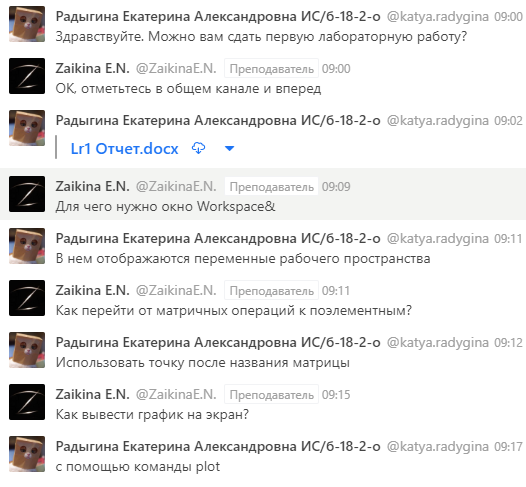 Радыгина Екатерина Александровна ИС/б-18-2-о @katya.radygina 09:00
Здравствуйте. Можно вам сдать первую лабораторную работу?
Zaikina E.N. @ZaikinaE.N. Преподаватель 09:00
ОК, отметьтесь в общем канале и вперед
Радыгина Екатерина Александровна ИС/б-18-2-о @katya.radygina 09:02
Lr1 Отчет.docx
Zaikina E.N. @ZaikinaE.N. Преподаватель 09:09
Для чего нужно окно Workspace&
Радыгина Екатерина Александровна ИС/б-18-2-о @katya.radygina 09:11
В нем отображаются переменные рабочего пространства
Zaikina E.N. @ZaikinaE.N. Преподаватель 09:11
Как перейти от матричных операций к поэлементным?
Радыгина Екатерина Александровна ИС/б-18-2-о @katya.radygina 09:12
Использовать точку после названия матрицы
Zaikina E.N. @ZaikinaE.N. Преподаватель 09:15
Как вывести график на экран?
Радыгина Екатерина Александровна ИС/б-18-2-о @katya.radygina 09:17
с помощью команды plot